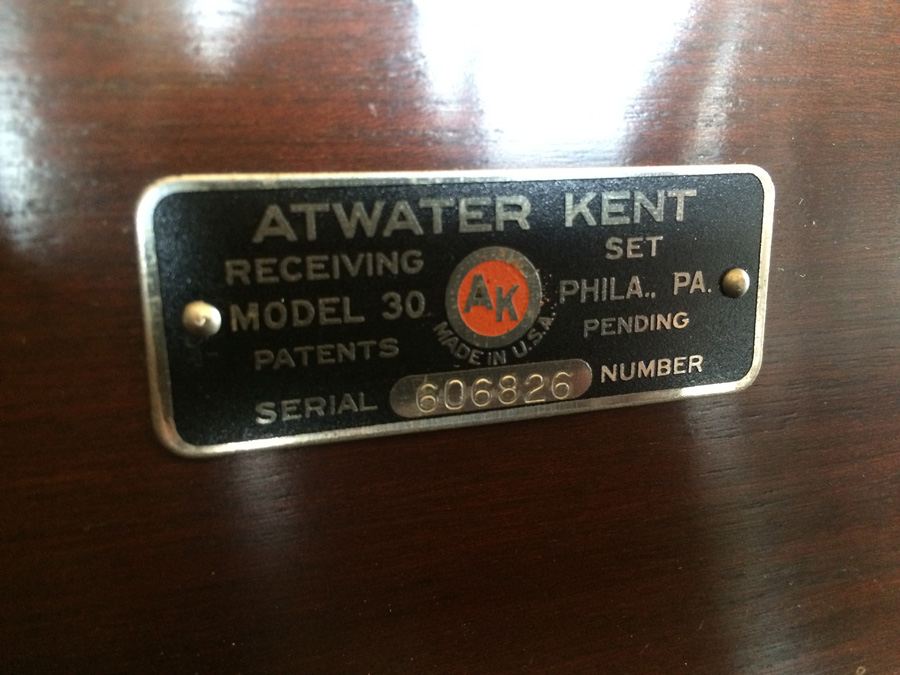 ATWATER KENT
RECEIVING SET
MODEL 30 AK PHILA., PA.
MADE IN U.S.A.
PATENTS PENDING
SERIAL 606826 NUMBER